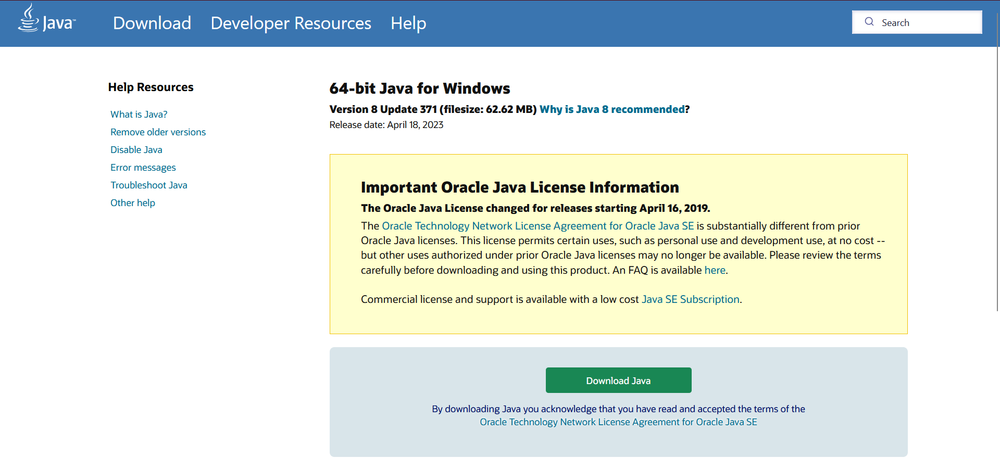 Java™
Download
Developer Resources
Help
Search
Help Resources
What is Java?
Remove older versions
Disable Java
Error messages
Troubleshoot Java
Other help
64-bit Java for Windows
Version 8 Update 371 (filesize: 62.62 MB) Why is Java 8 recommended?
Release date: April 18, 2023
Important Oracle Java License Information
The Oracle Java License changed for releases starting April 16, 2019.
The Oracle Technology Network License Agreement for Oracle Java SE is substantially different from prior
Oracle Java licenses. This license permits certain uses, such as personal use and development use, at no cost --
but other uses authorized under prior Oracle Java licenses may no longer be available. Please review the terms
carefully before downloading and using this product. An FAQ is available here.
Commercial license and support is available with a low cost Java SE Subscription.
Download Java
By downloading Java you acknowledge that you have read and accepted the terms of the
Oracle Technology Network License Agreement for Oracle Java SE